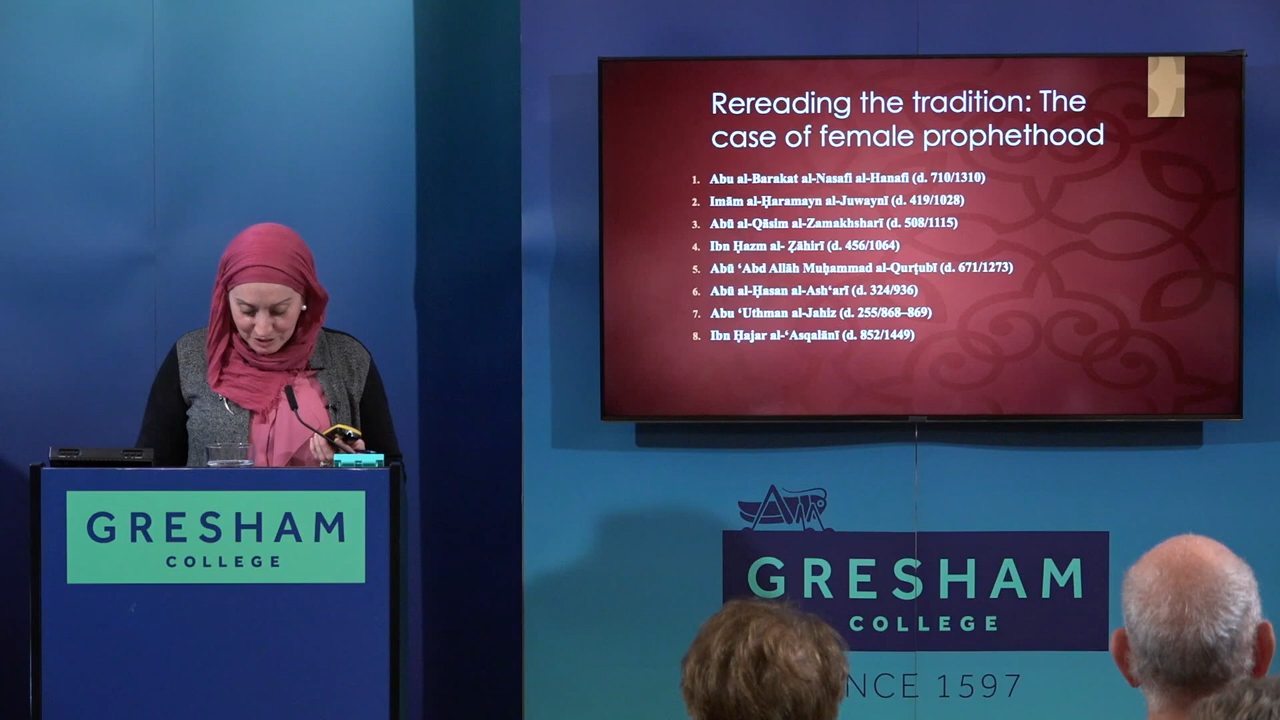 Rereading the tradition: The
case of female prophethood
1. Abu al-Barakat al-Nasafi al-Hanafi (d. 710/1310)
2. Imām al-Ḥaramayn al-Juwaynī (d. 419/1028)
3. Abū al-Qāsim al-Zamakhsharī (d. 508/1115)
4. Ibn Ḥazm al- Ẓāhirī (d. 456/1064)
5. Abū ‘Abd Allāh Muḥammad al-Qurṭubī (d. 671/1273)
6. Abū al-Ḥasan al-Ash‘arī (d. 324/936)
7. Abu ‘Uthman al-Jahiz (d. 255/868–869)
8. Ibn Ḥajar al-‘Asqalānī (d. 852/1449)
GRESHAM
COLLEGE
GRESHAM
COLLEGE
NCE 1597